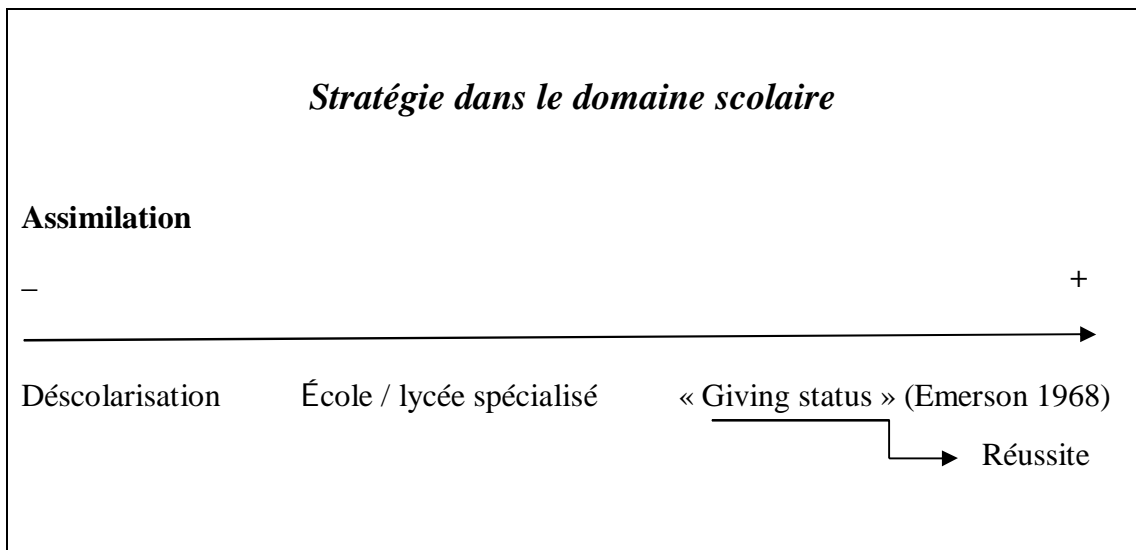 Stratégie dans le domaine scolaire
Assimilation
– +
Déscolarisation École / lycée spécialisé « Giving status » (Emerson 1968)
Réussite